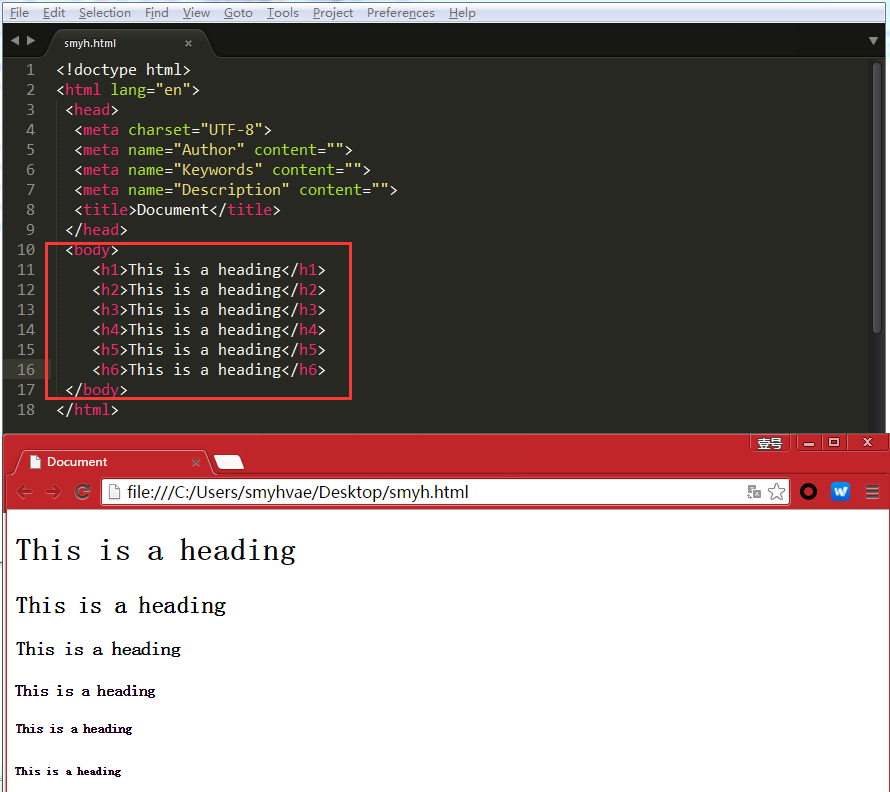 File Edit Selection Find View Goto Tools Project Preferences Help
smyh.html
1 <!doctype html>
2 <html lang="en">
3 <head>
4 <meta charset="UTF-8">
5 <meta name="Author" content="">
6 <meta name="Keywords" content="">
7 <meta name="Description" content="">
8 <title>Document</title>
9 </head>
10 <body>
11 <h1>This is a heading</h1>
12 <h2>This is a heading</h2>
13 <h3>This is a heading</h3>
14 <h4>This is a heading</h4>
15 <h5>This is a heading</h5>
16 <h6>This is a heading</h6>
17 </body>
18 </html>
壹号
Document
file:///C:/Users/smyhvae/Desktop/smyh.html W
This is a heading
This is a heading
This is a heading
This is a heading
This is a heading
This is a heading